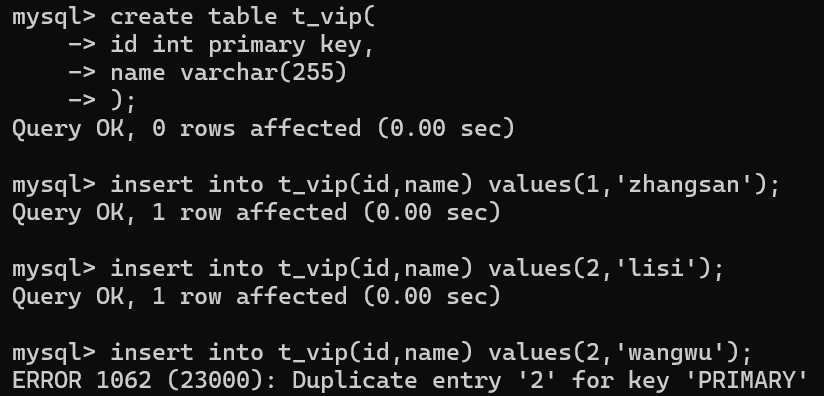 mysql> create table t_vip(
    -> id int primary key,
    -> name varchar(255)
    -> );
Query OK, 0 rows affected (0.00 sec)

mysql> insert into t_vip(id,name) values(1,'zhangsan');
Query OK, 1 row affected (0.00 sec)

mysql> insert into t_vip(id,name) values(2,'lisi');
Query OK, 1 row affected (0.00 sec)

mysql> insert into t_vip(id,name) values(2,'wangwu');
ERROR 1062 (23000): Duplicate entry '2' for key 'PRIMARY'